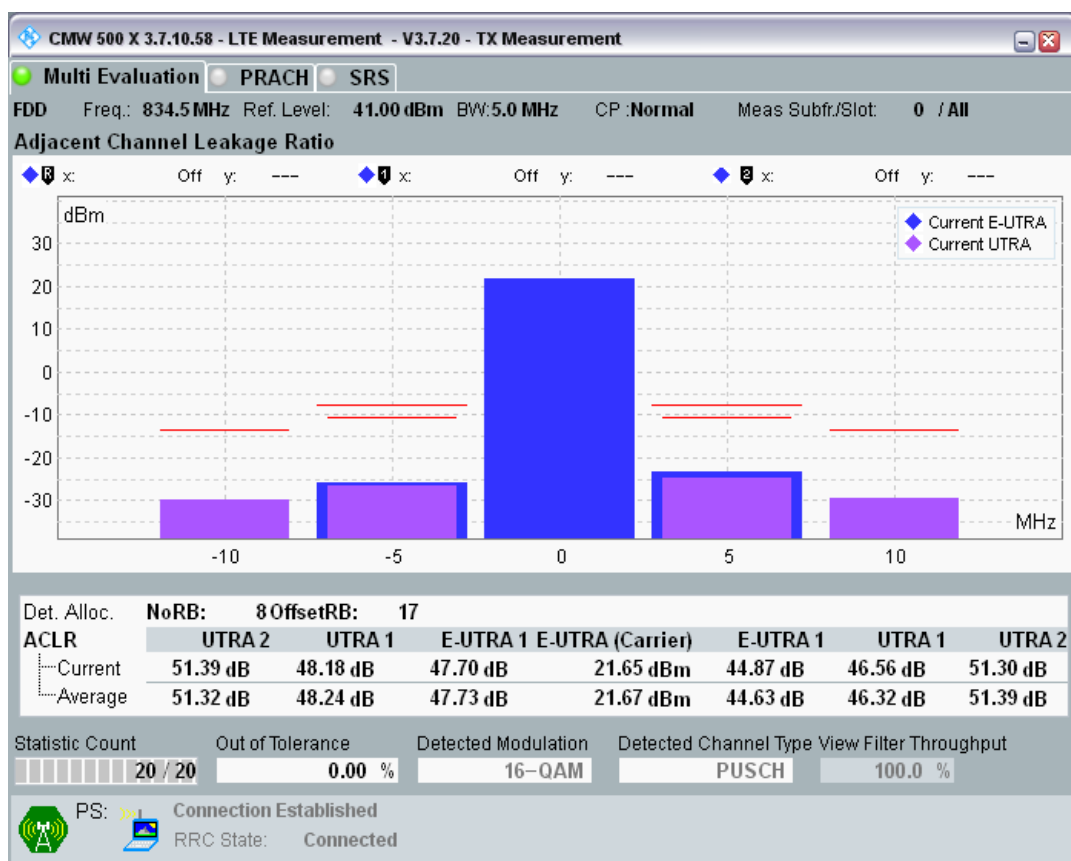 CMW 500 X 3.7.10.58 - LTE Measurement - V3.7.20 - TX Measurement
Multi Evaluation PRACH SRS
FDD Freq.: 834.5 MHz Ref. Level: 41.00 dBm BW:5.0 MHz CP :Normal Meas Subfr./Slot: 0 / All
Adjacent Channel Leakage Ratio
R x: Off y: --- 1 x: Off y: --- 2 x: Off y: ---
dBm
Current E-UTRA
Current UTRA
30
20
10
0
-10
-20
-30
MHz
-10 -5 0 5 10
Det. Alloc. NoRB: 8 OffsetRB: 17
ACLR UTRA 2 UTRA 1 E-UTRA 1 E-UTRA (Carrier) E-UTRA 1 UTRA 1 UTRA 2
Current 51.39 dB 48.18 dB 47.70 dB 21.65 dBm 44.87 dB 46.56 dB 51.30 dB
Average 51.32 dB 48.24 dB 47.73 dB 21.67 dBm 44.63 dB 46.32 dB 51.39 dB
Statistic Count Out of Tolerance Detected Modulation Detected Channel Type View Filter Throughput
20 / 20 0.00 % 16-QAM PUSCH 100.0 %
PS: Connection Established
RRC State: Connected